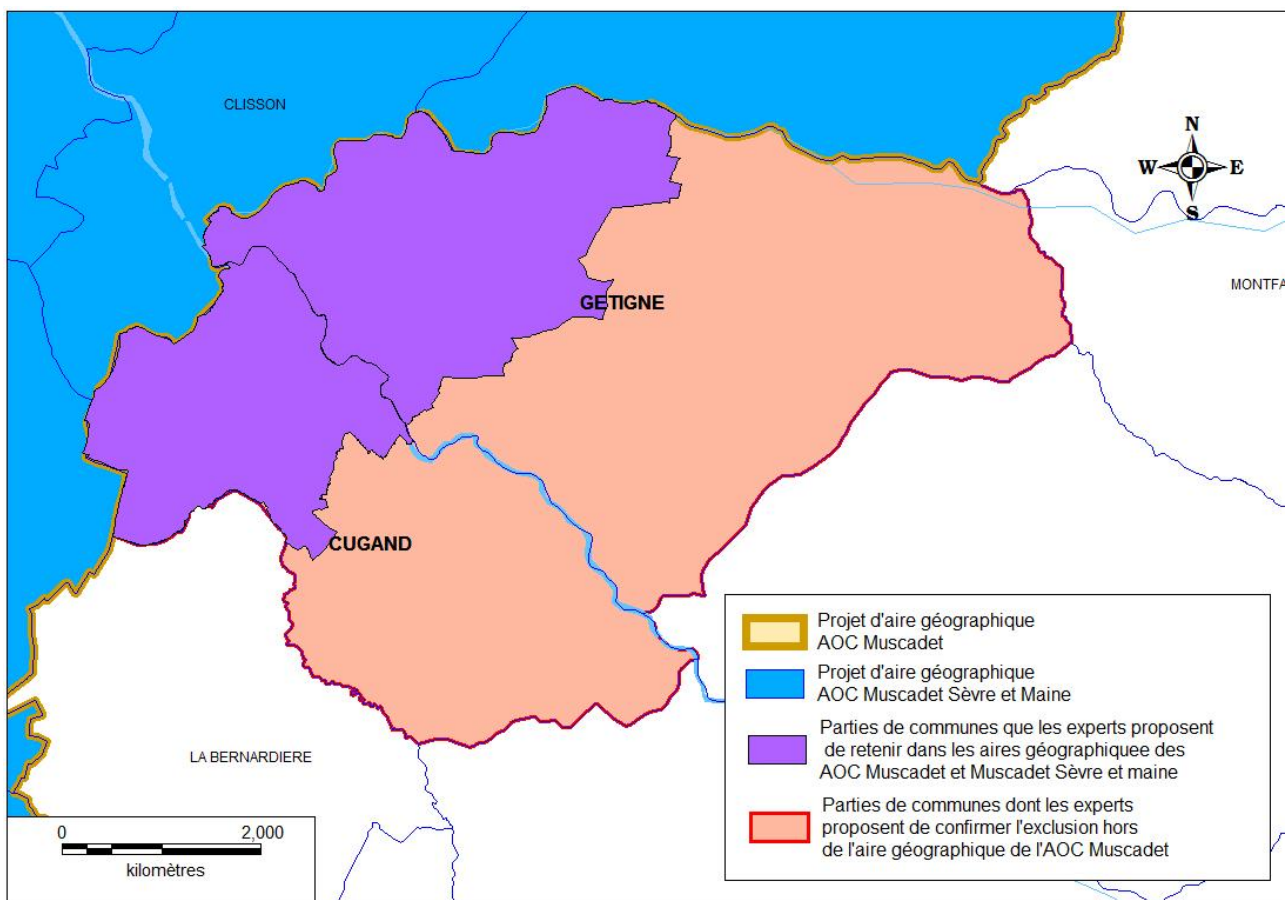 CLISSON
N
W E
S
MONTFA
GETIGNE
CUGAND
LA BERNARDIERE
Projet d'aire géographique
AOC Muscadet
Projet d'aire géographique
AOC Muscadet Sèvre et Maine
Parties de communes que les experts proposent
de retenir dans les aires géographiquee des
AOC Muscadet et Muscadet Sèvre et maine
Parties de communes dont les experts
proposent de confirmer l'exclusion hors
de l'aire géographique de l'AOC Muscadet
0 2,000
kilomètres